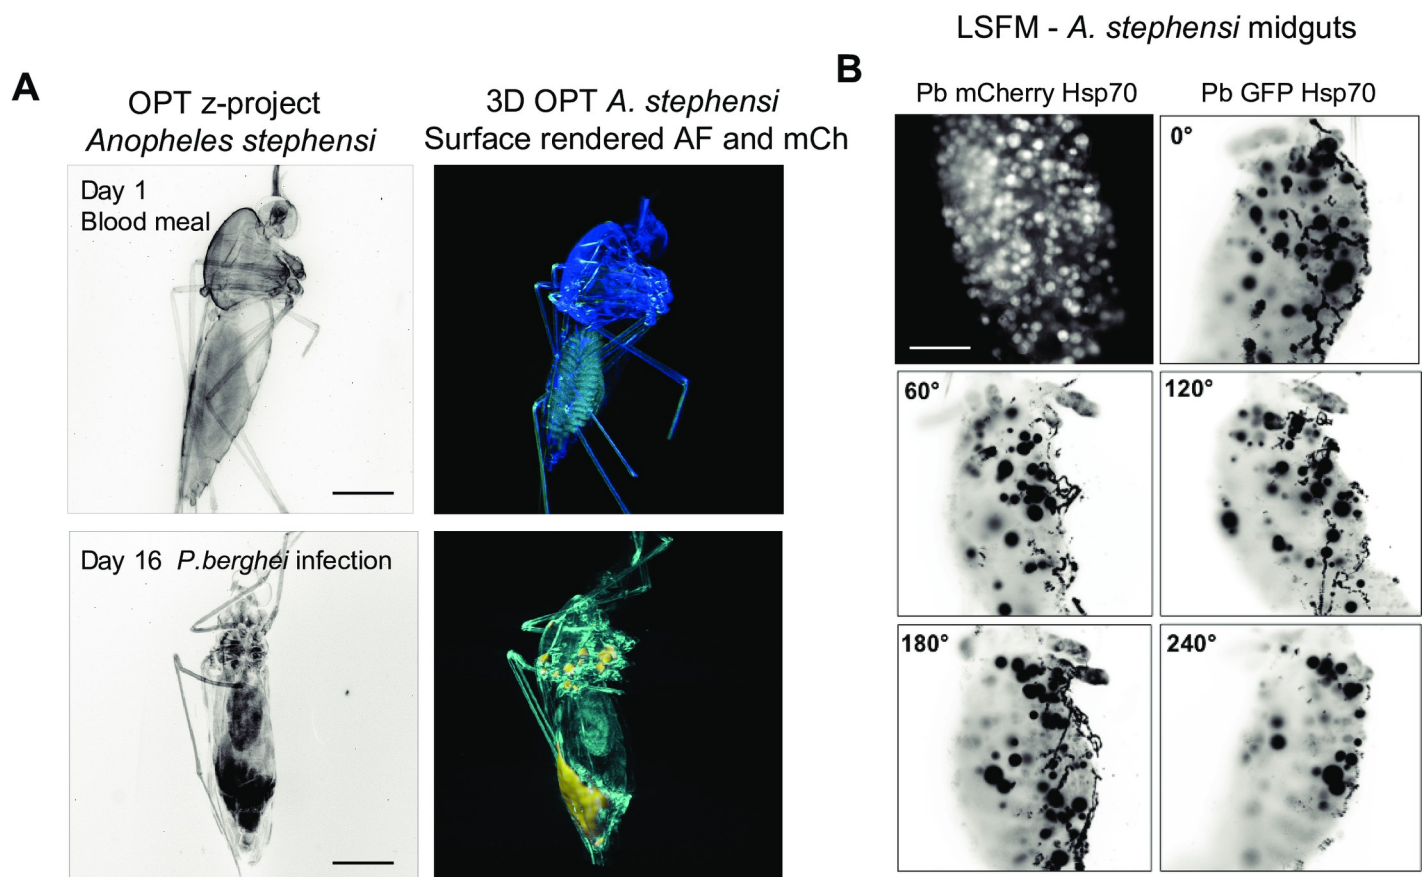 A
OPT z-project
Anopheles stephensi
3D OPT A. stephensi
Surface rendered AF and mCh
Day 1
Blood meal
Day 16 P.berghei infection
LSFM - A. stephensi midguts
B
Pb mCherry Hsp70
Pb GFP Hsp70
0°
60°
120°
180°
240°